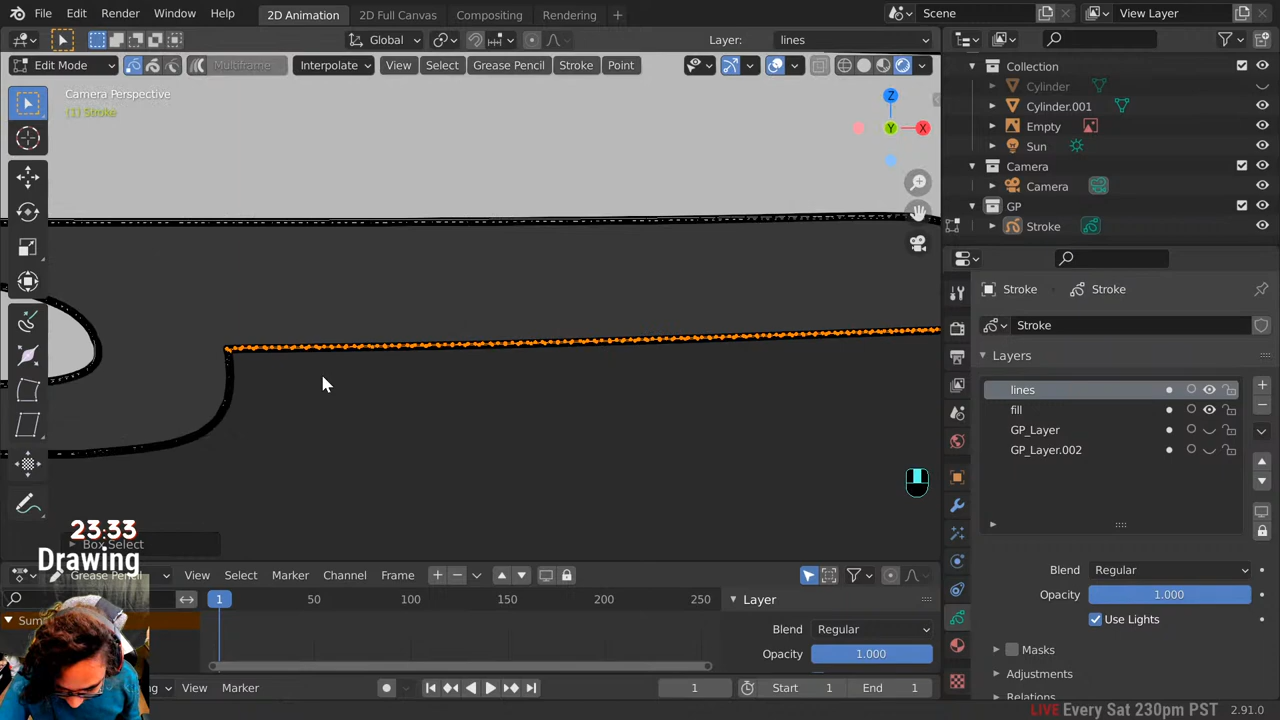 File Edit Render Window Help 2D Animation 2D Full Canvas Compositing Rendering + Scene View Layer
Global Layer: lines
Edit Mode Multiframe Interpolate View Select Grease Pencil Stroke Point
Camera Perspective
(1) Stroke
Z
Y
X
Collection
Cylinder
Cylinder.001
Empty
Sun
Camera
Camera
GP
Stroke
Stroke Stroke
Stroke
Layers
lines
fill
GP_Layer
GP_Layer.002
Blend Regular
Opacity 1.000
Use Lights
Masks
Adjustments
Relations
Box Select
23:33
Drawing
Grease Pencil View Select Marker Channel Frame
1 50 100 150 200 250
Sum
Layer
Blend Regular
Opacity 1.000
View Marker 1 Start 1 End 1
LIVE Every Sat 230pm PST 2.91.0